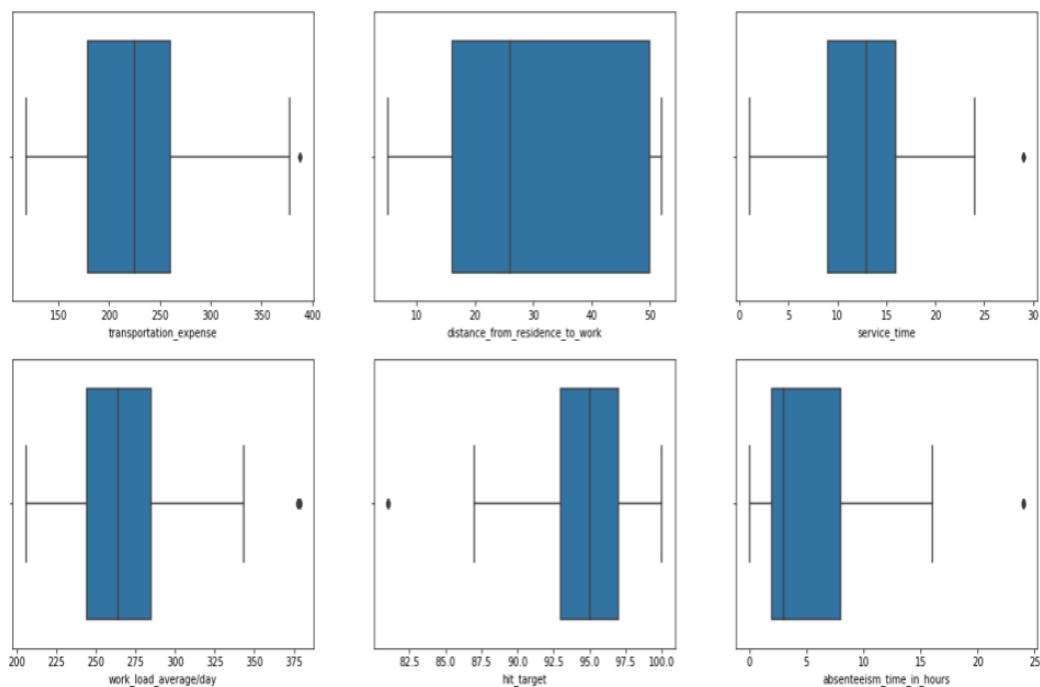 150 200 250 300 350 400
transportation_expense
10 20 30 40 50
distance_from_residence_to_work
0 5 10 15 20 25 30
service_time
200 225 250 275 300 325 350 375
work_load_average/day
82.5 85.0 87.5 90.0 92.5 95.0 97.5 100.0
hit_target
0 5 10 15 20 25
absenteeism_time_in_hours